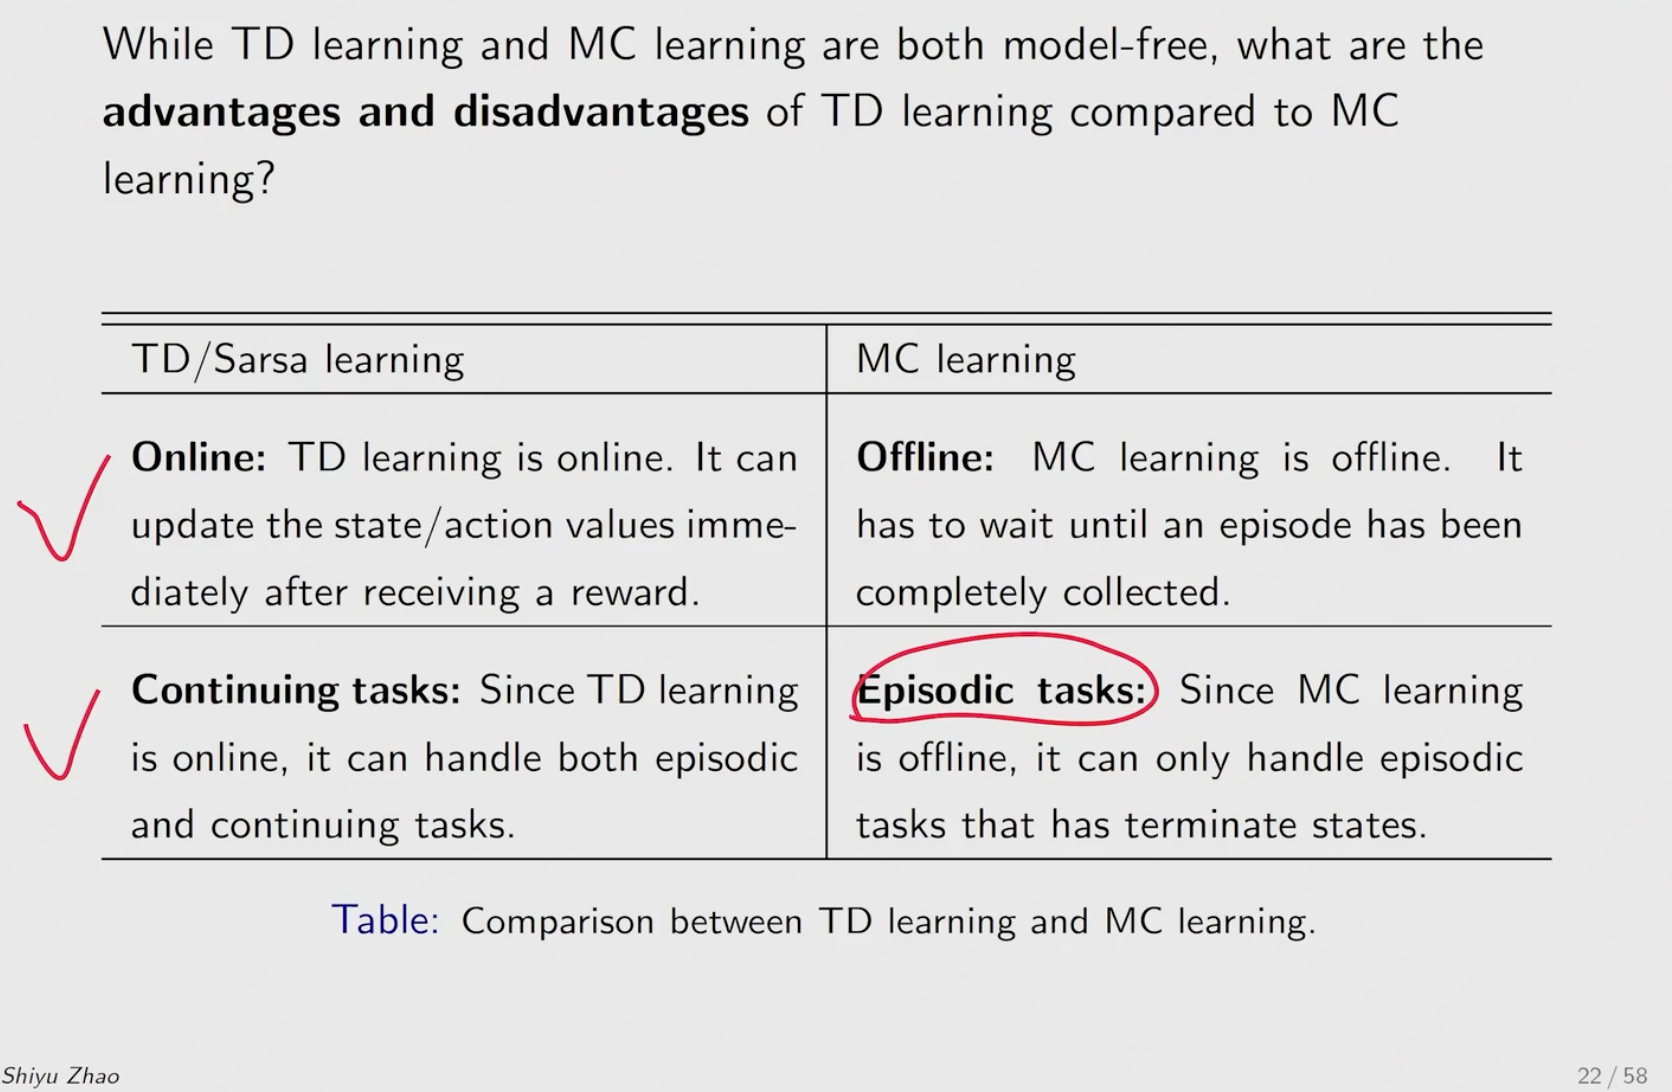 While TD learning and MC learning are both model-free, what are the
advantages and disadvantages of TD learning compared to MC
learning?
TD/Sarsa learning
MC learning
Online: TD learning is online. It can
update the state/action values imme-
diately after receiving a reward.
Offline: MC learning is offline. It
has to wait until an episode has been
completely collected.
Continuing tasks: Since TD learning
is online, it can handle both episodic
and continuing tasks.
Episodic tasks: Since MC learning
is offline, it can only handle episodic
tasks that has terminate states.
Table: Comparison between TD learning and MC learning.
Shiyu Zhao
22 / 58